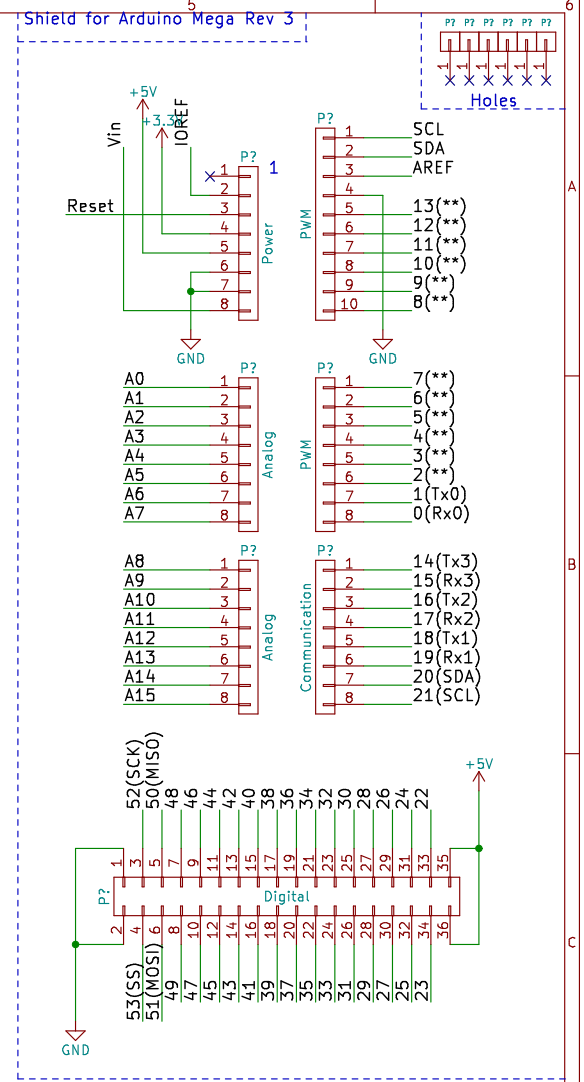 5
6
Shield for Arduino Mega Rev 3
P? P? P? P? P? P?
1 1 1 1 1 1
Holes
+5V
+3.3V
IOREF
Vin
Reset
P?
1
1
2
3
4
5
6
7
8
Power
GND
P?
PWM
1 SCL
2 SDA
3 AREF
4
5 13(**)
6 12(**)
7 11(**)
8 10(**)
9 9(**)
10 8(**)
GND
A
P?
A0 1
A1 2
A2 3
A3 4
A4 5
A5 6
A6 7
A7 8
Analog
P?
PWM
1 7(**)
2 6(**)
3 5(**)
4 4(**)
5 3(**)
6 2(**)
7 1(Tx0)
8 0(Rx0)
B
P?
A8 1
A9 2
A10 3
A11 4
A12 5
A13 6
A14 7
A15 8
Analog
P?
Communication
1 14(Tx3)
2 15(Rx3)
3 16(Tx2)
4 17(Rx2)
5 18(Tx1)
6 19(Rx1)
7 20(SDA)
8 21(SCL)
+5V
52(SCK) 50(MISO) 48 46 44 42 40 38 36 34 32 30 28 26 24 22
1 3 5 7 9 11 13 15 17 19 21 23 25 27 29 31 33 35
P?
Digital
2 4 6 8 10 12 14 16 18 20 22 24 26 28 30 32 34 36
53(SS) 51(MOSI) 49 47 45 43 41 39 37 35 33 31 29 27 25 23
C
GND